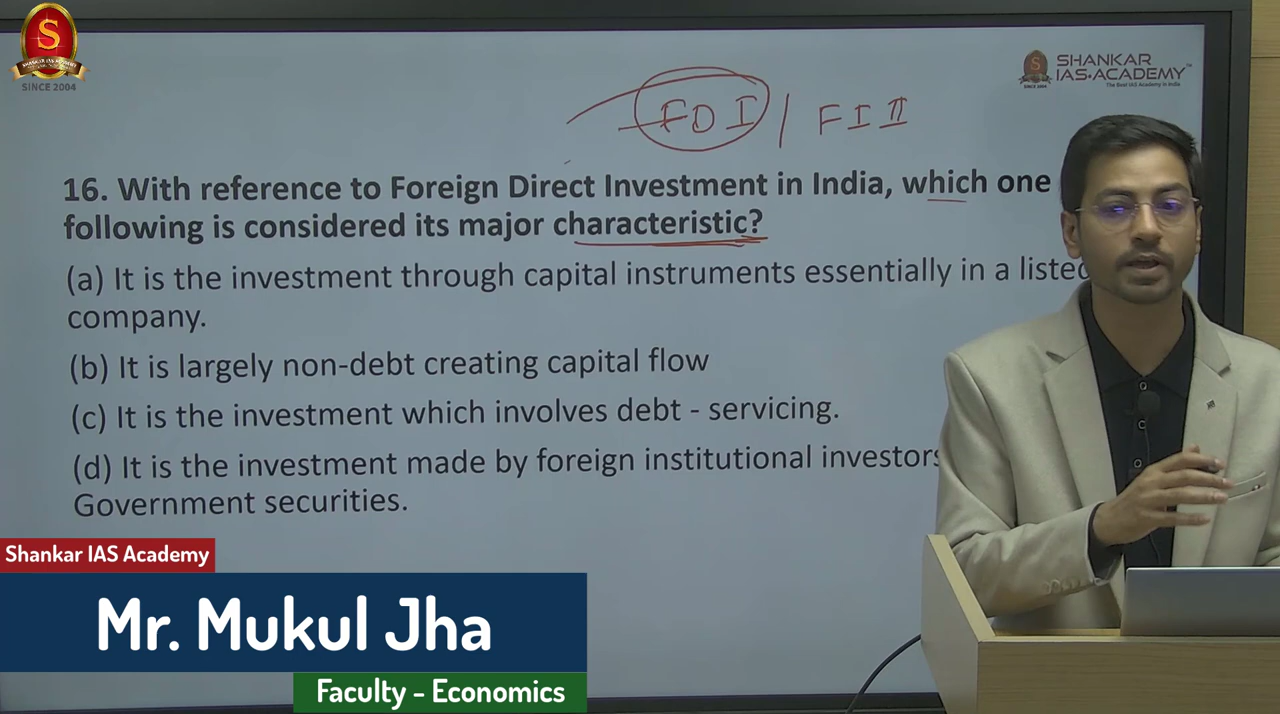 S
SHANKAR IAS ACADEMY
SINCE 2004
SHANKAR
IAS ACADEMY™
The Best IAS Academy in India
FDI / FII
16. With reference to Foreign Direct Investment in India, which one
following is considered its major characteristic?
(a) It is the investment through capital instruments essentially in a listed
company.
(b) It is largely non-debt creating capital flow
(c) It is the investment which involves debt - servicing.
(d) It is the investment made by foreign institutional investors
Government securities.
Shankar IAS Academy
Mr. Mukul Jha
Faculty - Economics